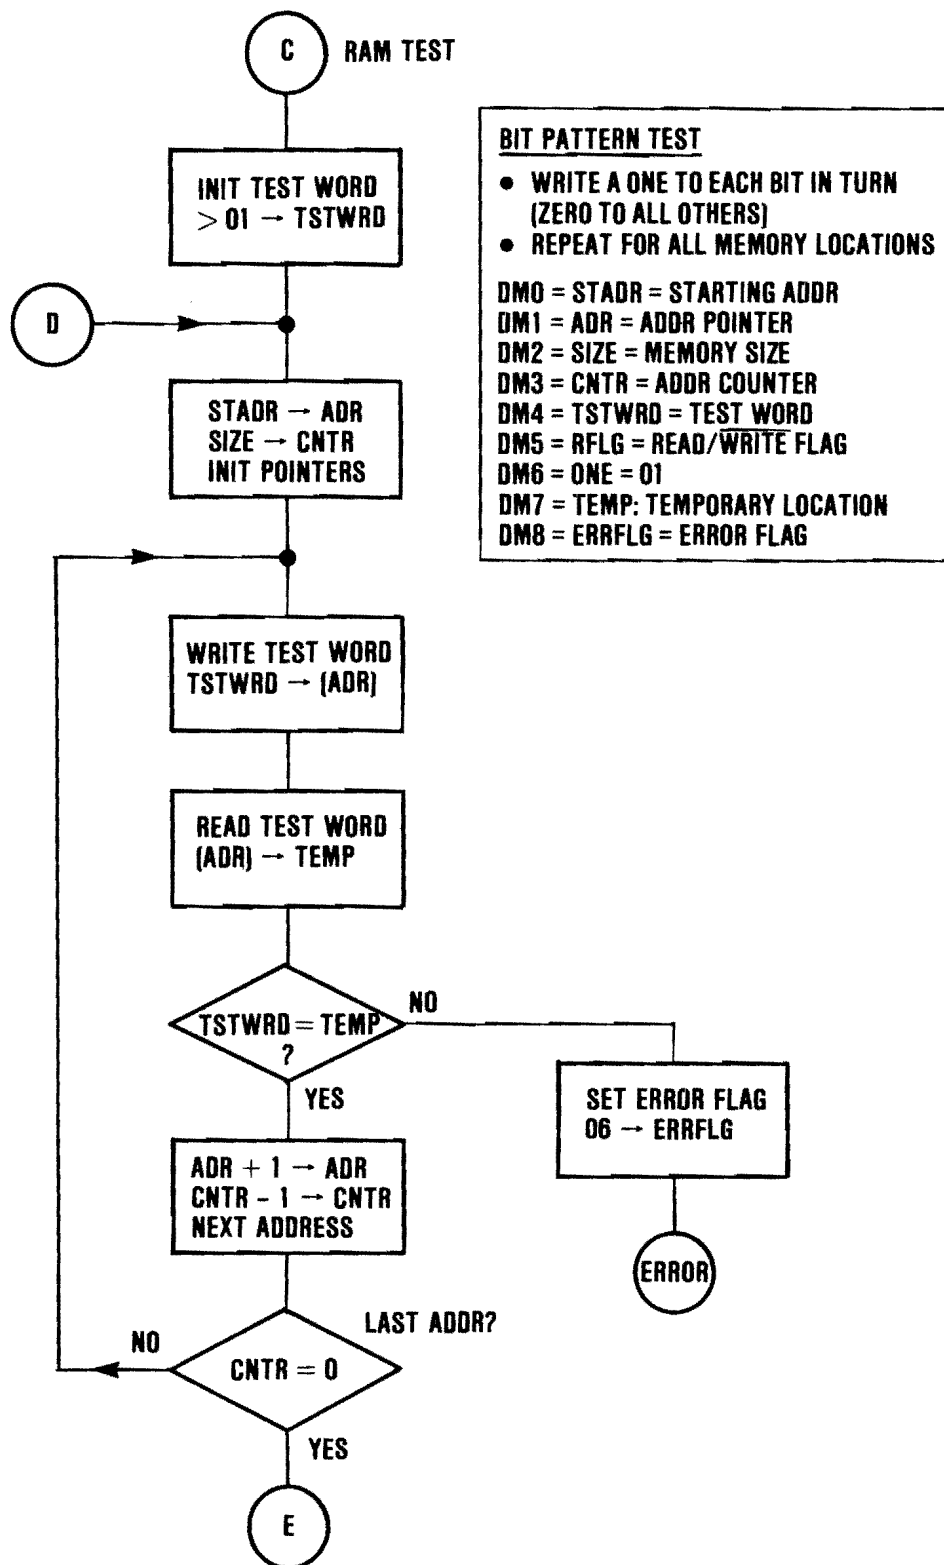 C
RAM TEST
INIT TEST WORD
> 01 → TSTWRD
D
STADR → ADR
SIZE → CNTR
INIT POINTERS
WRITE TEST WORD
TSTWRD → (ADR)
READ TEST WORD
(ADR) → TEMP
TSTWRD = TEMP
?
NO
YES
SET ERROR FLAG
06 → ERRFLG
ERROR
ADR + 1 → ADR
CNTR - 1 → CNTR
NEXT ADDRESS
LAST ADDR?
CNTR = 0
NO
YES
E
BIT PATTERN TEST
• WRITE A ONE TO EACH BIT IN TURN
(ZERO TO ALL OTHERS)
• REPEAT FOR ALL MEMORY LOCATIONS
DM0 = STADR = STARTING ADDR
DM1 = ADR = ADDR POINTER
DM2 = SIZE = MEMORY SIZE
DM3 = CNTR = ADDR COUNTER
DM4 = TSTWRD = TEST WORD
DM5 = RFLG = READ/WRITE FLAG
DM6 = ONE = 01
DM7 = TEMP: TEMPORARY LOCATION
DM8 = ERRFLG = ERROR FLAG